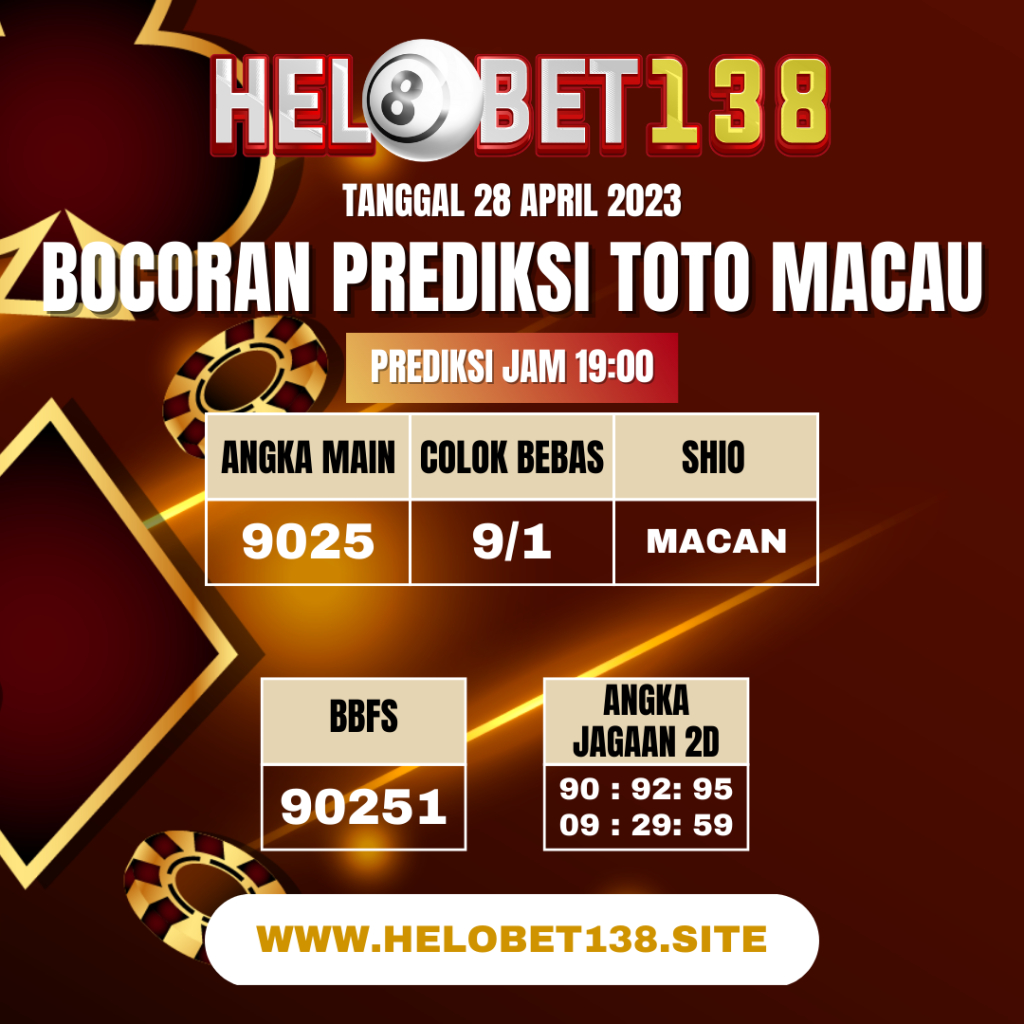 HELOBET138
TANGGAL 28 APRIL 2023
BOCORAN PREDIKSI TOTO MACAU
PREDIKSI JAM 19:00
ANGKA MAIN COLOK BEBAS SHIO
9025 9/1 MACAN
BBFS
90251
ANGKA
JAGAAN 2D
90 : 92: 95
09 : 29: 59
WWW.HELOBET138.SITE